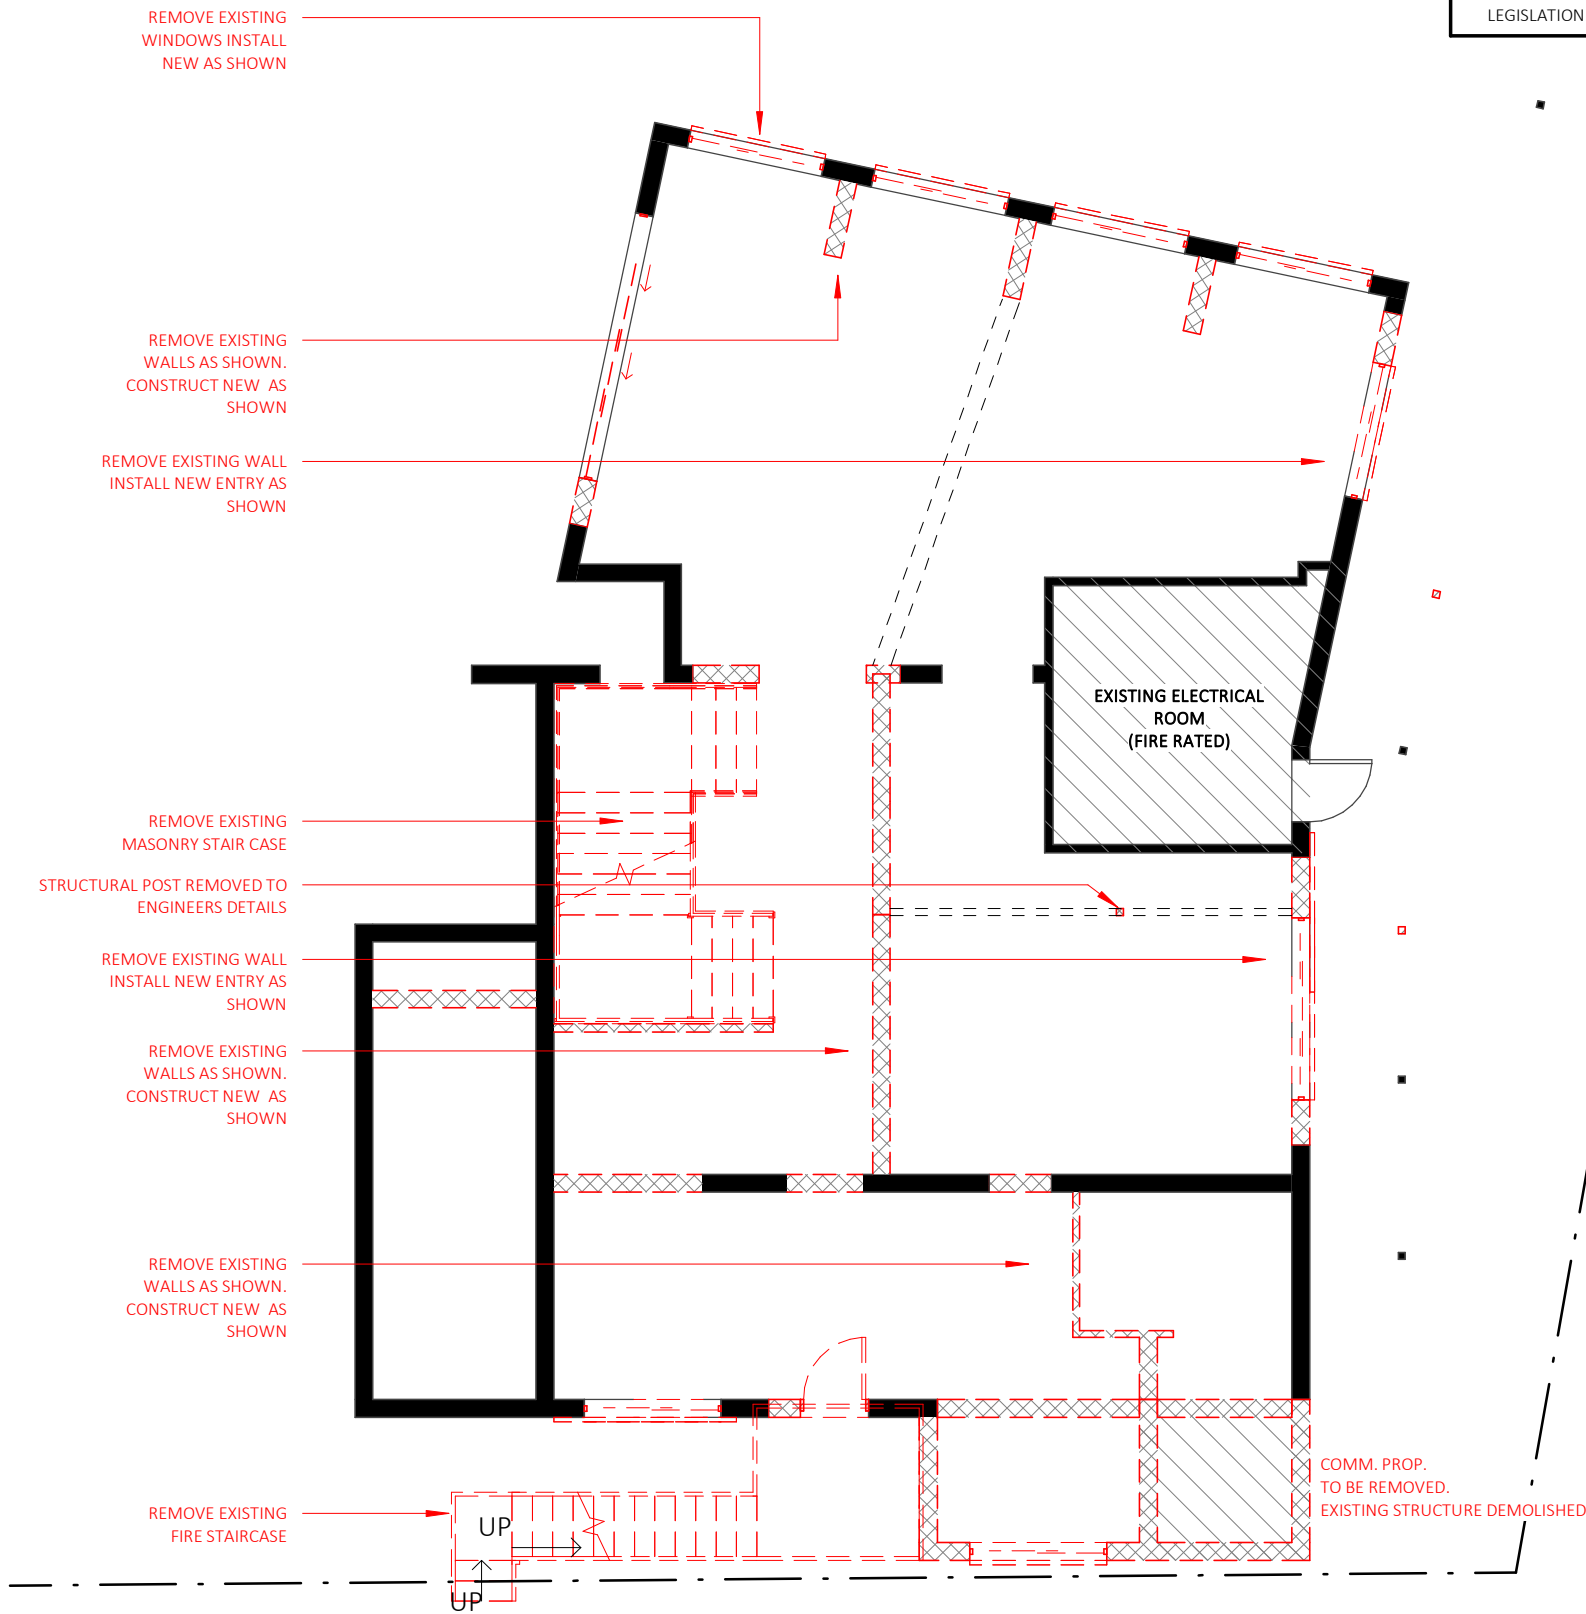 LEGISLATION
REMOVE EXISTING
WINDOWS INSTALL
NEW AS SHOWN
REMOVE EXISTING
WALLS AS SHOWN.
CONSTRUCT NEW AS
SHOWN
REMOVE EXISTING WALL
INSTALL NEW ENTRY AS
SHOWN
EXISTING ELECTRICAL
ROOM
(FIRE RATED)
REMOVE EXISTING
MASONRY STAIR CASE
STRUCTURAL POST REMOVED TO
ENGINEERS DETAILS
REMOVE EXISTING WALL
INSTALL NEW ENTRY AS
SHOWN
REMOVE EXISTING
WALLS AS SHOWN.
CONSTRUCT NEW AS
SHOWN
REMOVE EXISTING
WALLS AS SHOWN.
CONSTRUCT NEW AS
SHOWN
COMM. PROP.
TO BE REMOVED.
EXISTING STRUCTURE DEMOLISHED
REMOVE EXISTING
FIRE STAIRCASE
UP
UP